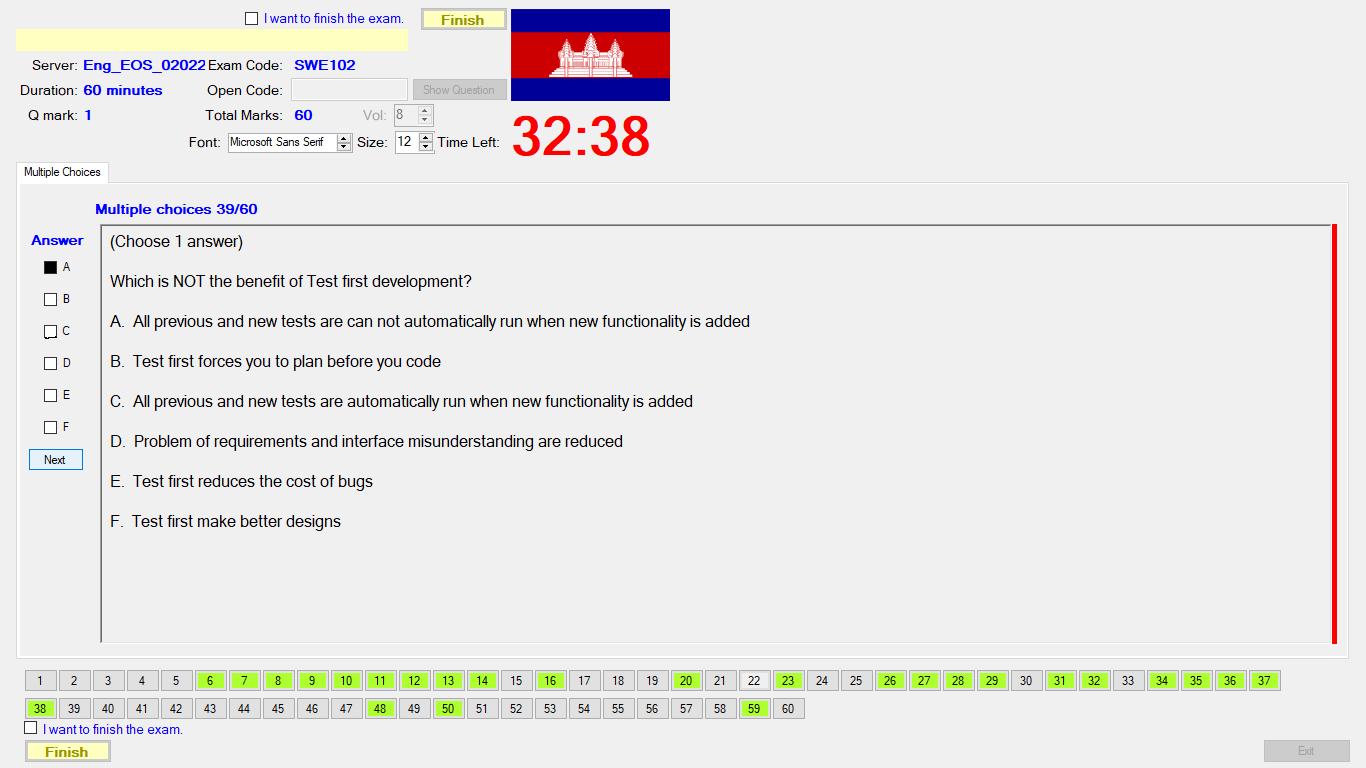 I want to finish the exam. Finish
Server: Eng_EOS_02022 Exam Code: SWE102
Duration: 60 minutes Open Code: Show Question
Q mark: 1 Total Marks: 60 Vol: 8
Font: Microsoft Sans Serif Size: 12 Time Left: 32:38
Multiple Choices
Multiple choices 39/60
Answer
A
B
C
D
E
F
Next
(Choose 1 answer)
Which is NOT the benefit of Test first development?
A. All previous and new tests are can not automatically run when new functionality is added
B. Test first forces you to plan before you code
C. All previous and new tests are automatically run when new functionality is added
D. Problem of requirements and interface misunderstanding are reduced
E. Test first reduces the cost of bugs
F. Test first make better designs
1 2 3 4 5 6 7 8 9 10 11 12 13 14 15 16 17 18 19 20 21 22 23 24 25 26 27 28 29 30 31 32 33 34 35 36 37
38 39 40 41 42 43 44 45 46 47 48 49 50 51 52 53 54 55 56 57 58 59 60
I want to finish the exam.
Finish Exit